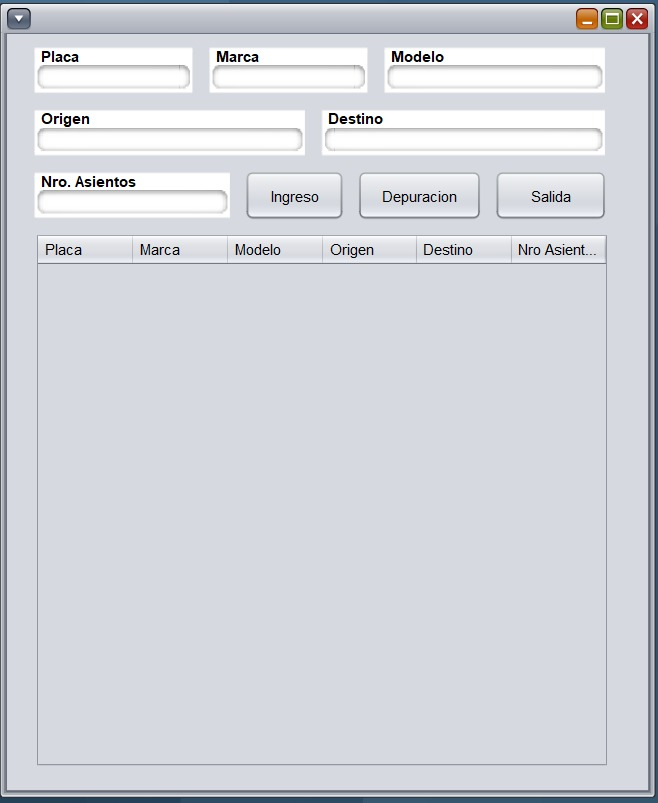 Placa Marca Modelo
Origen Destino
Nro. Asientos Ingreso Depuracion Salida
Placa Marca Modelo Origen Destino Nro Asient...